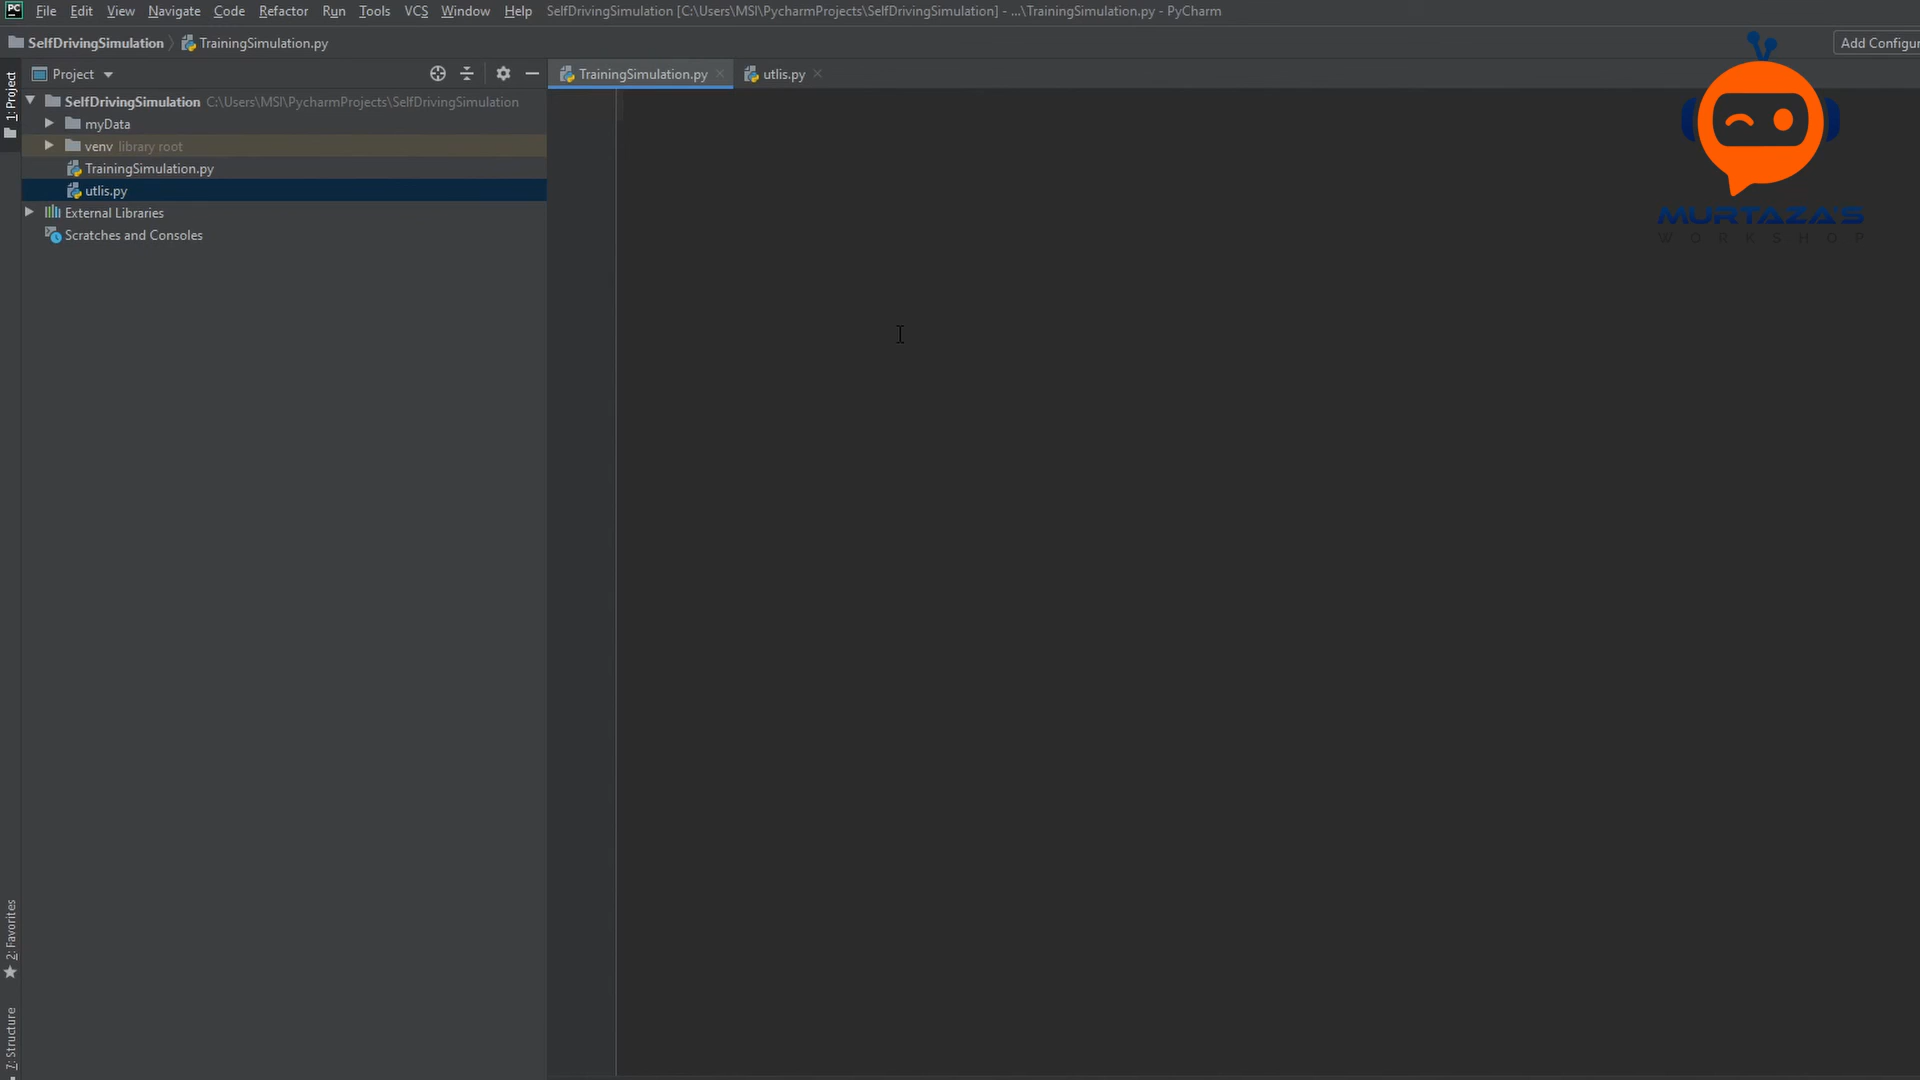 PC File Edit View Navigate Code Refactor Run Tools VCS Window Help SelfDrivingSimulation [C:\Users\MSI\PycharmProjects\SelfDrivingSimulation] - ...\TrainingSimulation.py - PyCharm
SelfDrivingSimulation TrainingSimulation.py Add Configur
1: Project
Project TrainingSimulation.py utlis.py
SelfDrivingSimulation C:\Users\MSI\PycharmProjects\SelfDrivingSimulation
myData
venv library root
TrainingSimulation.py
utlis.py
External Libraries
Scratches and Consoles
MURTAZA'S
WORKSHOP
2: Favorites
7: Structure